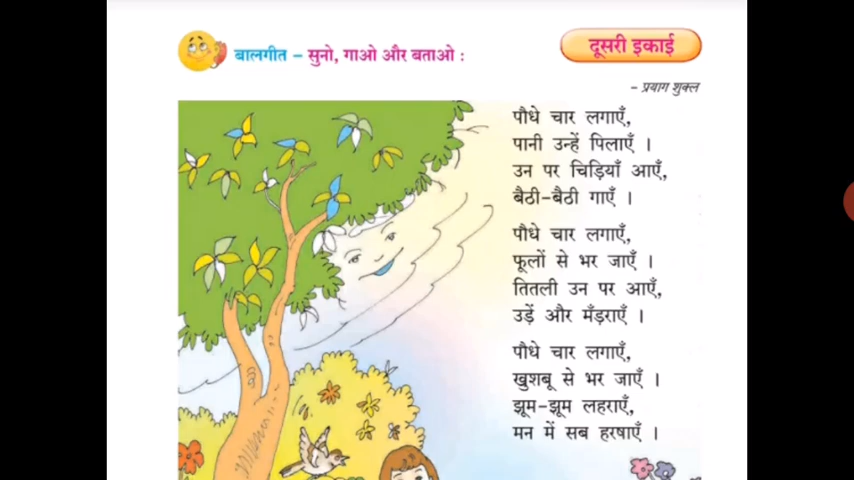 बालगीत – सुनो, गाओ और बताओ :
दूसरी इकाई
– प्रयाग शुक्ल
पौधे चार लगाएँ,
पानी उन्हें पिलाएँ ।
उन पर चिड़ियाँ आएँ,
बैठी-बैठी गाएँ ।
पौधे चार लगाएँ,
फूलों से भर जाएँ ।
तितली उन पर आएँ,
उड़ें और मँड़राएँ ।
पौधे चार लगाएँ,
खुशबू से भर जाएँ ।
झूम-झूम लहराएँ,
मन में सब हरषाएँ ।